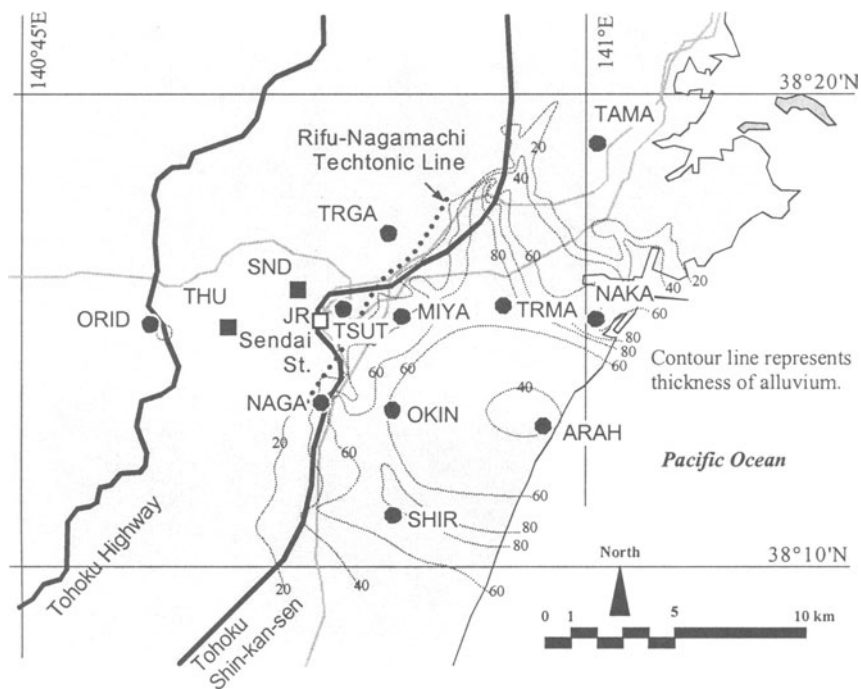 140°45'E
141°E
38°20'N
TAMA
Rifu-Nagamachi
Techtonic Line
20
40
TRGA
60
80
SND
THU
ORID
JR
Sendai
St.
TSUT
MIYA
TRMA
NAKA
40
20
60
80
80
Contour line represents
thickness of alluvium.
60
60
40
NAGA
OKIN
ARAH
20
60
Pacific Ocean
60
SHIR
80
80
60
20
40
North
38°10'N
Tohoku Highway
Tohoku
Shin-kan-sen
0 1 5 10 km